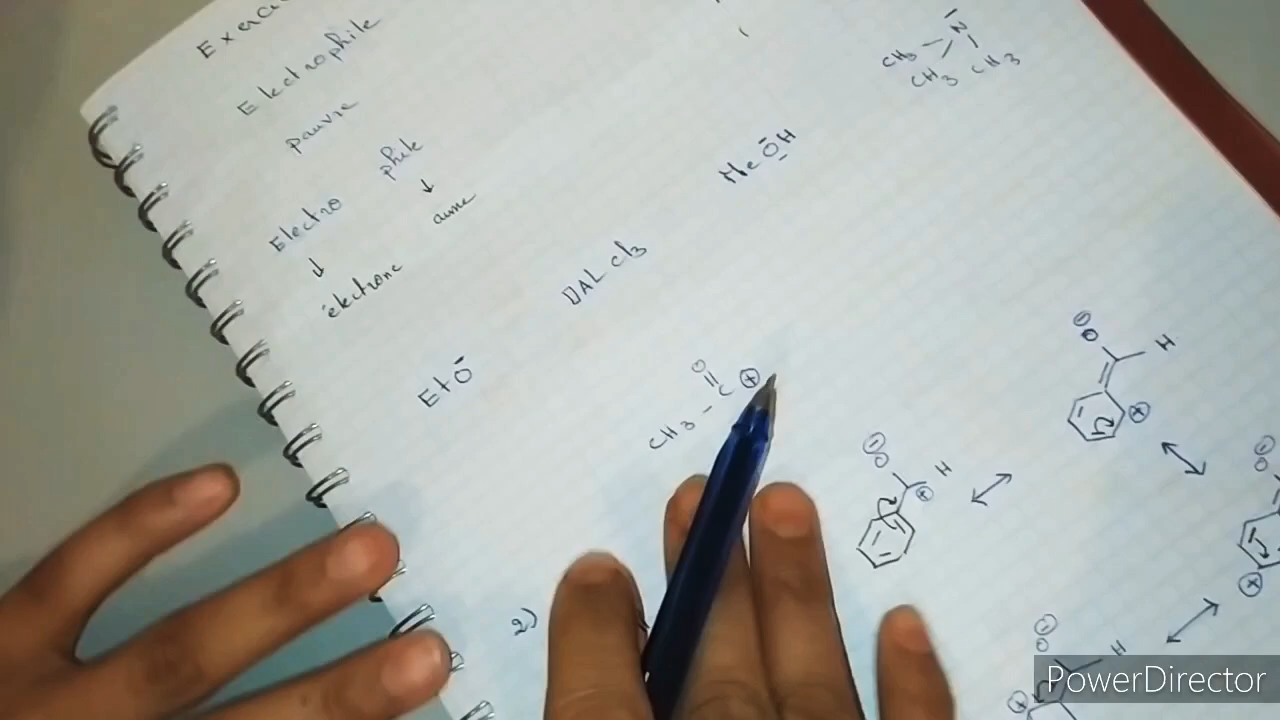 Exerci
Electrophile
pauvre
Electro phile
↓ ↓
électrone aime
EtO⁻
□ALCl3
MeOH
N
CH3 CH3 CH3
O
||
CH3 - C ⊕
2)
⊖
O H
⊕
↔
⊖
O H
⊕
↔
⊖
O
⊕
↔
⊖
O H
⊕
PowerDirector